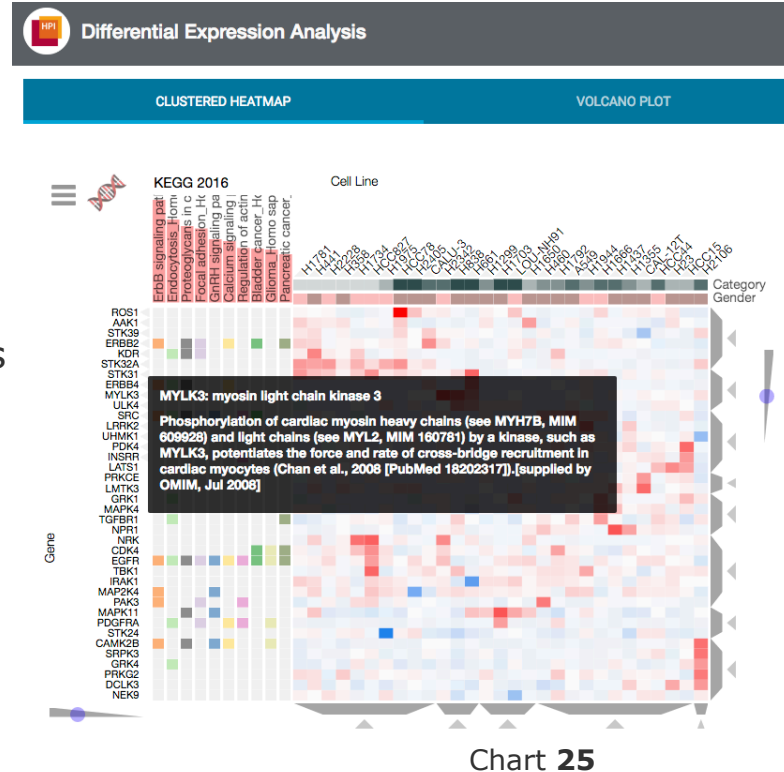 HPI
Differential Expression Analysis
CLUSTERED HEATMAP
VOLCANO PLOT
KEGG 2016
Cell Line
ErbB signaling pat
Endocytosis_Hom
Proteoglycans in c
Focal adhesion_Ho
GnRH signaling pa
Calcium signaling
Regulation of actin
Bladder cancer_Ho
Glioma_Homo sap
Pancreatic cancer_
H1781
H441
H2228
H358
H1734
HCC827
H1975
HCC78
H2405
CALU-3
H2342
H838
H661
H1299
H1703
LOU-NH91
H1650
H460
H1792
A549
H1944
H1666
H1437
H1355
CAL-12T
HCC44
H23
HCC15
H2106
Category
Gender
s
Gene
ROS1
AAK1
STK39
ERBB2
KDR
STK32A
STK31
ERBB4
MYLK3
ULK4
SRC
LRRK2
UHMK1
PDK4
INSRR
LATS1
PRKCE
LMTK3
GRK1
MAPK4
TGFBR1
NPR1
NRK
CDK4
EGFR
TBK1
IRAK1
MAP2K4
PAK3
MAPK11
PDGFRA
STK24
CAMK2B
SRPK3
GRK4
PRKG2
DCLK3
NEK9
MYLK3: myosin light chain kinase 3
Phosphorylation of cardiac myosin heavy chains (see MYH7B, MIM
609928) and light chains (see MYL2, MIM 160781) by a kinase, such as
MYLK3, potentiates the force and rate of cross-bridge recruitment in
cardiac myocytes (Chan et al., 2008 [PubMed 18202317]).[supplied by
OMIM, Jul 2008]
Chart 25